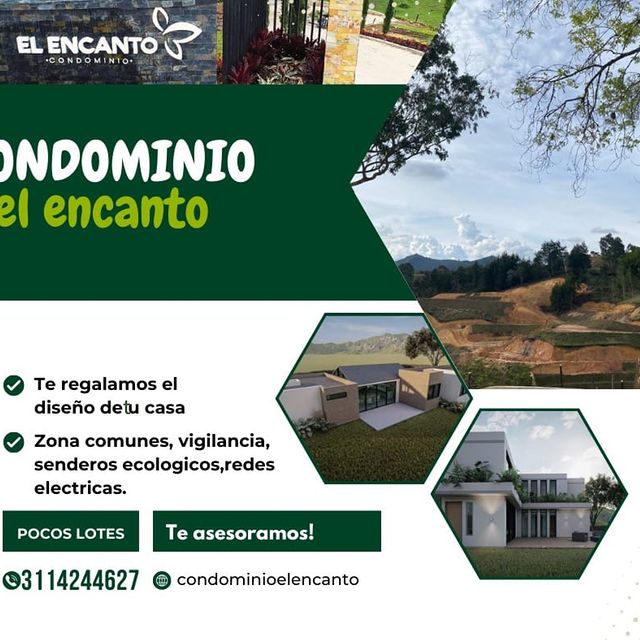 EL ENCANTO
•CONDOMINIO•
ONDOMINIO
el encanto
Te regalamos el
diseño detu casa
Zona comunes, vigilancia,
senderos ecologicos,redes
electricas.
POCOS LOTES
Te asesoramos!
3114244627
condominioelencanto